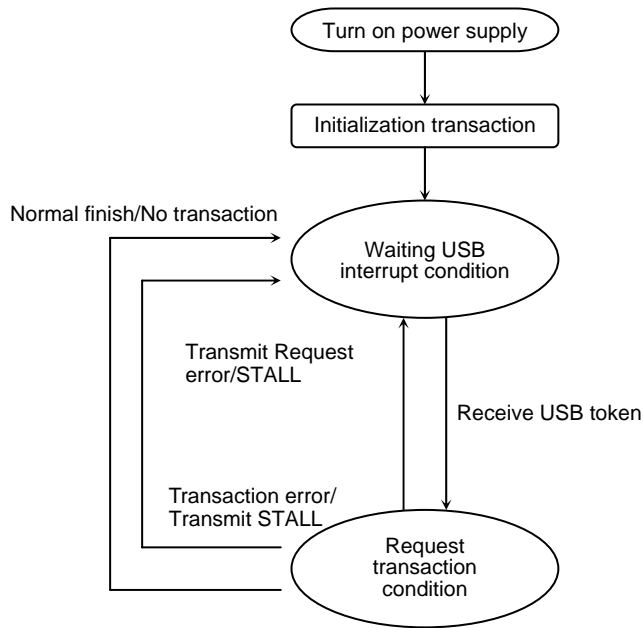 Turn on power supply
Initialization transaction
Normal finish/No transaction
Waiting USB
interrupt condition
Transmit Request
error/STALL
Receive USB token
Transaction error/
Transmit STALL
Request
transaction
condition